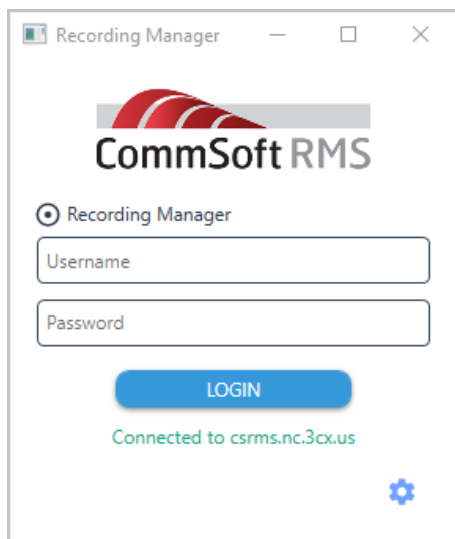 Recording Manager
CommSoft RMS
Recording Manager
Username
Password
LOGIN
Connected to csrms.nc.3cx.us